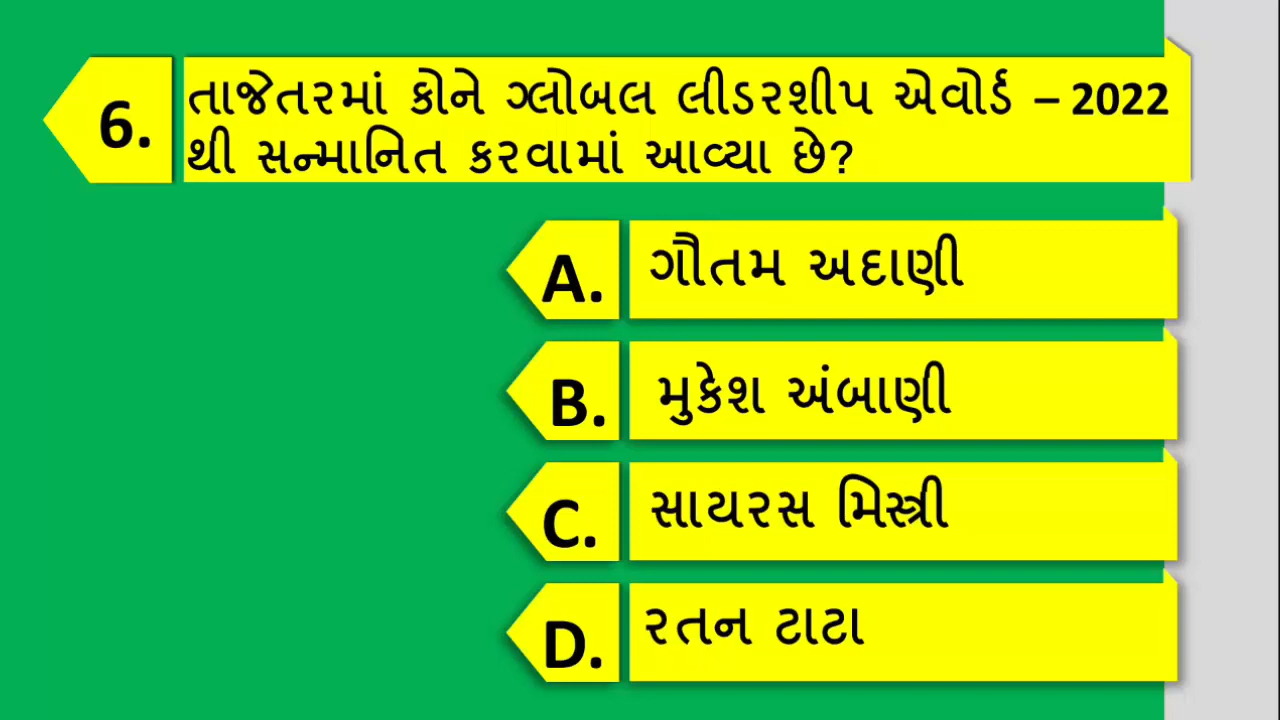 6. તાજેતરમાં કોને ગ્લોબલ લીડરશીપ એવોર્ડ – 2022
થી સન્માનિત કરવામાં આવ્યા છે?
A. ગૌતમ અદાણી
B. મુકેશ અંબાણી
C. સાયરસ મિસ્ત્રી
D. રતન ટાટા